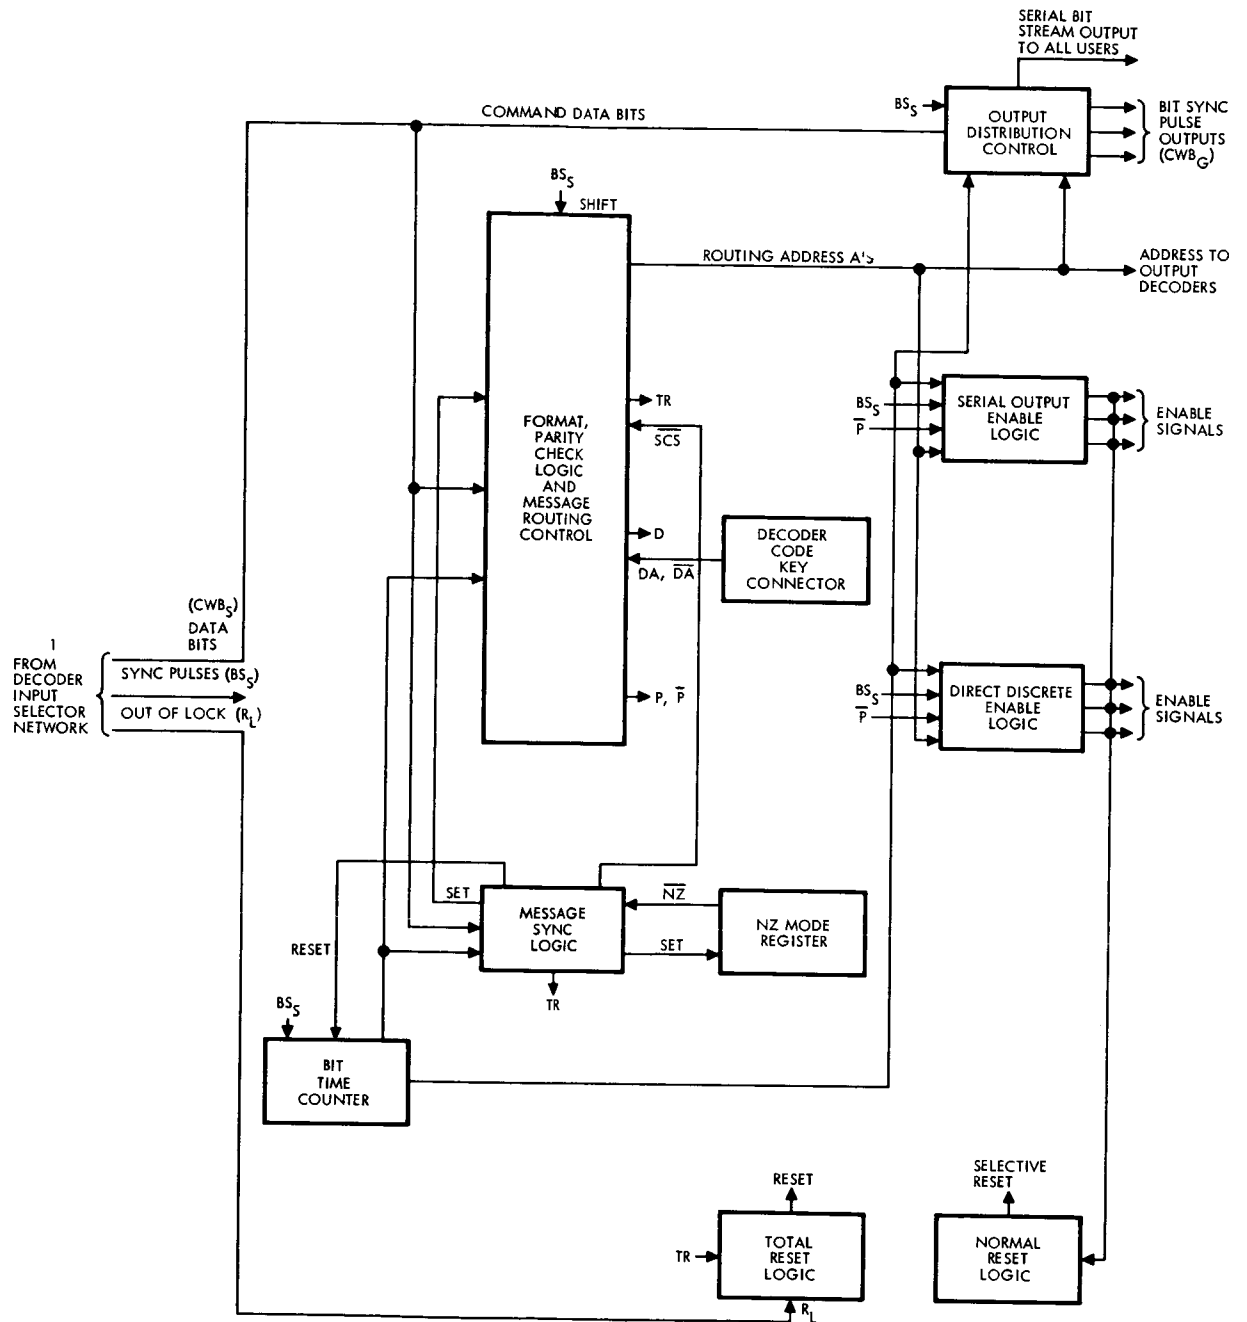 SERIAL BIT
STREAM OUTPUT
TO ALL USERS
COMMAND DATA BITS
BS_S
OUTPUT
DISTRIBUTION
CONTROL
BIT SYNC
PULSE
OUTPUTS
(CWB_G)
BS_S
SHIFT
ROUTING ADDRESS A'S
ADDRESS TO
OUTPUT
DECODERS
FORMAT,
PARITY
CHECK
LOGIC
AND
MESSAGE
ROUTING
CONTROL
TR
S̅C̅S̅
D
DA, D̅A̅
P, P̅
DECODER
CODE
KEY
CONNECTOR
BS_S
P̅
SERIAL OUTPUT
ENABLE
LOGIC
ENABLE
SIGNALS
BS_S
P̅
DIRECT DISCRETE
ENABLE
LOGIC
ENABLE
SIGNALS
(CWB_S)
DATA
BITS
1
FROM
DECODER
INPUT
SELECTOR
NETWORK
SYNC PULSES (BS_S)
OUT OF LOCK (R_L)
SET
MESSAGE
SYNC
LOGIC
N̅Z̅
SET
NZ MODE
REGISTER
RESET
TR
BS_S
BIT
TIME
COUNTER
RESET
TR
TOTAL
RESET
LOGIC
R_L
SELECTIVE
RESET
NORMAL
RESET
LOGIC